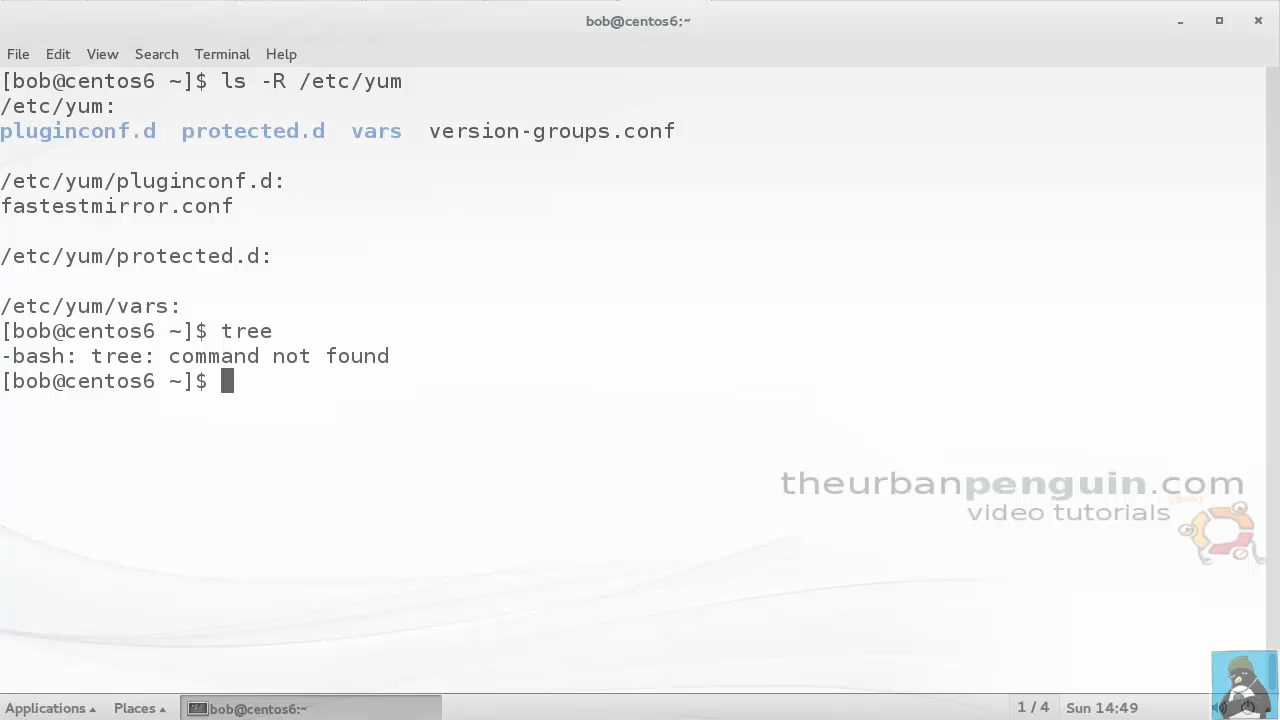 bob@centos6:~
File Edit View Search Terminal Help
[bob@centos6 ~]$ ls -R /etc/yum
/etc/yum:
pluginconf.d  protected.d  vars  version-groups.conf
/etc/yum/pluginconf.d:
fastestmirror.conf
/etc/yum/protected.d:
/etc/yum/vars:
[bob@centos6 ~]$ tree
-bash: tree: command not found
[bob@centos6 ~]$
theurbanpenguin.com
video tutorials
Applications Places bob@centos6:~ 1 / 4 Sun 14:49